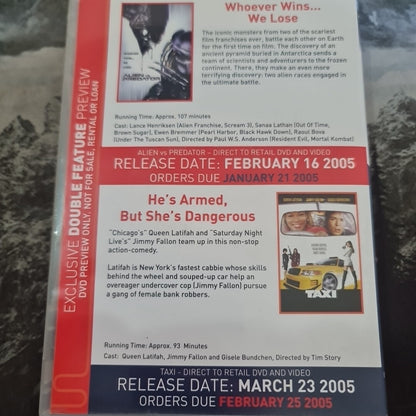 Whoever Wins...
We Lose
The iconic monsters from two of the scariest
film franchises ever, battle each other on Earth
for the first time on film. The discovery of an
ancient pyramid buried in Antarctica sends a
team of scientists and adventurers to the frozen
continent. There, they make an even more
terrifying discovery: two alien races engaged in
the ultimate battle.
ALIEN VS. PREDATOR
Running Time: Approx. 107 minutes
Cast: Lance Henriksen (Alien Franchise, Scream 3), Sanaa Lathan (Out Of Time,
Brown Sugar), Ewen Bremmer (Pearl Harbor, Black Hawk Down), Raoul Bova
(Under The Tuscan Sun), Directed by Paul W.S. Anderson (Resident Evil, Mortal Kombat)
ALIEN VS PREDATOR - DIRECT TO RETAIL DVD AND VIDEO
RELEASE DATE: FEBRUARY 16 2005
ORDERS DUE JANUARY 21 2005
He's Armed,
But She's Dangerous
"Chicago's" Queen Latifah and "Saturday Night
Live's" Jimmy Fallon team up in this non-stop
action-comedy.
Latifah is New York's fastest cabbie whose skills
behind the wheel and souped-up car help an
overeager undercover cop (Jimmy Fallon) pursue
a gang of female bank robbers.
TAXI
Running Time: Approx. 93 Minutes
Cast: Queen Latifah, Jimmy Fallon and Gisele Bundchen, Directed by Tim Story
TAXI - DIRECT TO RETAIL DVD AND VIDEO
RELEASE DATE: MARCH 23 2005
ORDERS DUE FEBRUARY 25 2005
EXCLUSIVE DOUBLE FEATURE PREVIEW
DVD PREVIEW ONLY. NOT FOR SALE, RENTAL OR LOAN